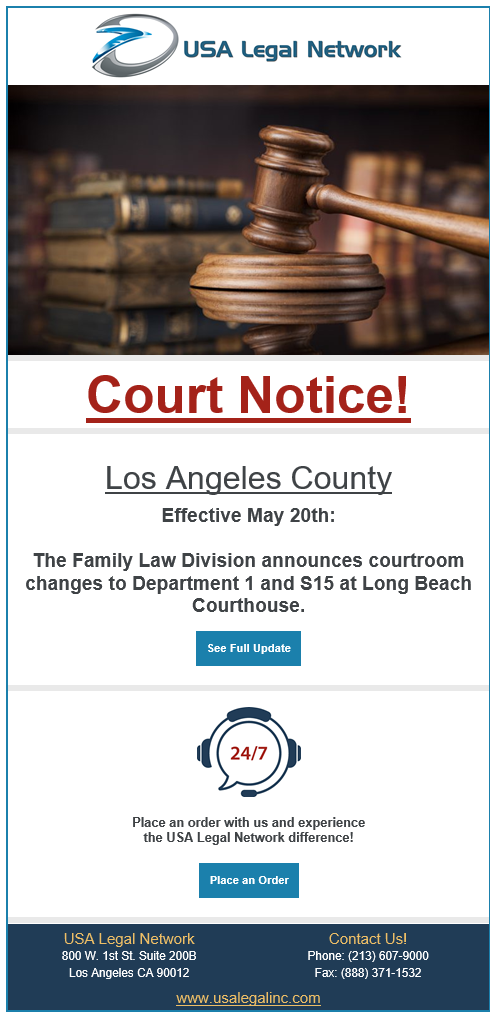 USA Legal Network
Court Notice!
Los Angeles County
Effective May 20th:
The Family Law Division announces courtroom
changes to Department 1 and S15 at Long Beach
Courthouse.
See Full Update
24/7
Place an order with us and experience
the USA Legal Network difference!
Place an Order
USA Legal Network
800 W. 1st St. Suite 200B
Los Angeles CA 90012
Contact Us!
Phone: (213) 607-9000
Fax: (888) 371-1532
www.usalegalinc.com